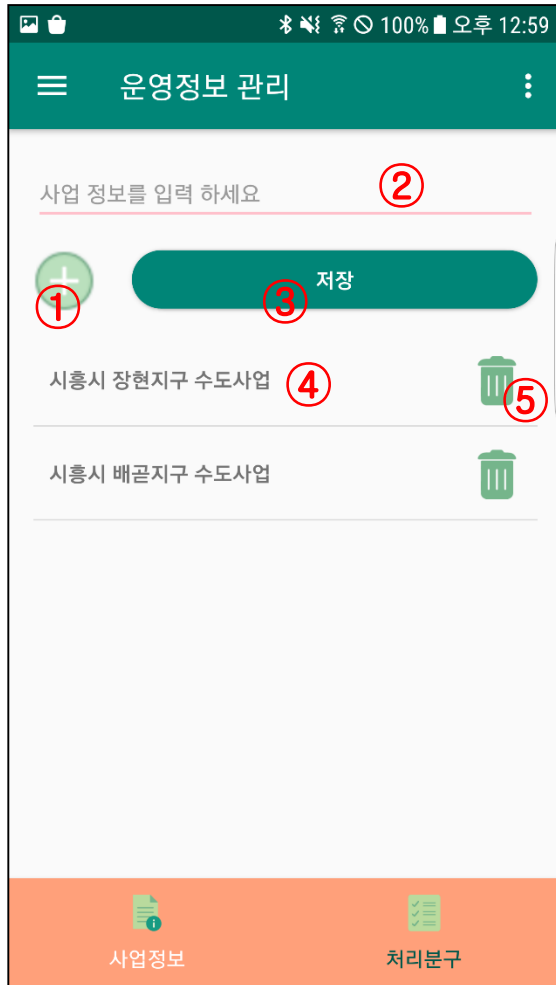 100% 오후 12:59
운영정보 관리
사업 정보를 입력 하세요 ②
① 저장
③
시흥시 장현지구 수도사업 ④
⑤
시흥시 배곧지구 수도사업
사업정보 처리분구